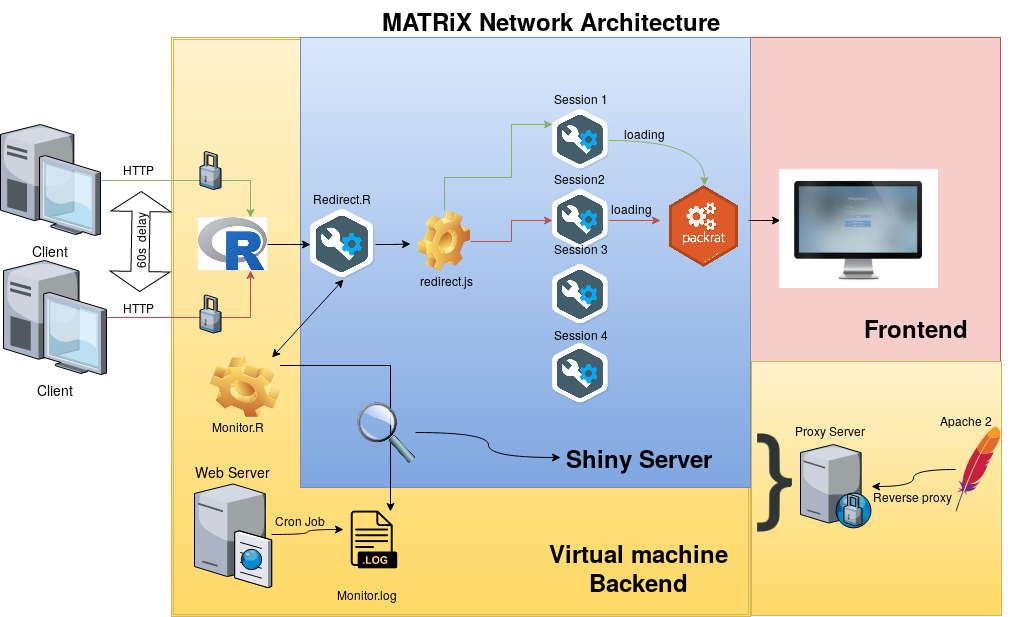 MATRiX Network Architecture
Session 1
loading
HTTP
Session2
Redirect.R
loading
R
60s delay
packrat
Client
Session 3
redirect.js
HTTP
Frontend
Session 4
Client
Monitor.R
Apache 2
Proxy Server
Shiny Server
Web Server
Reverse proxy
Cron Job
.LOG
Virtual machine
Backend
Monitor.log